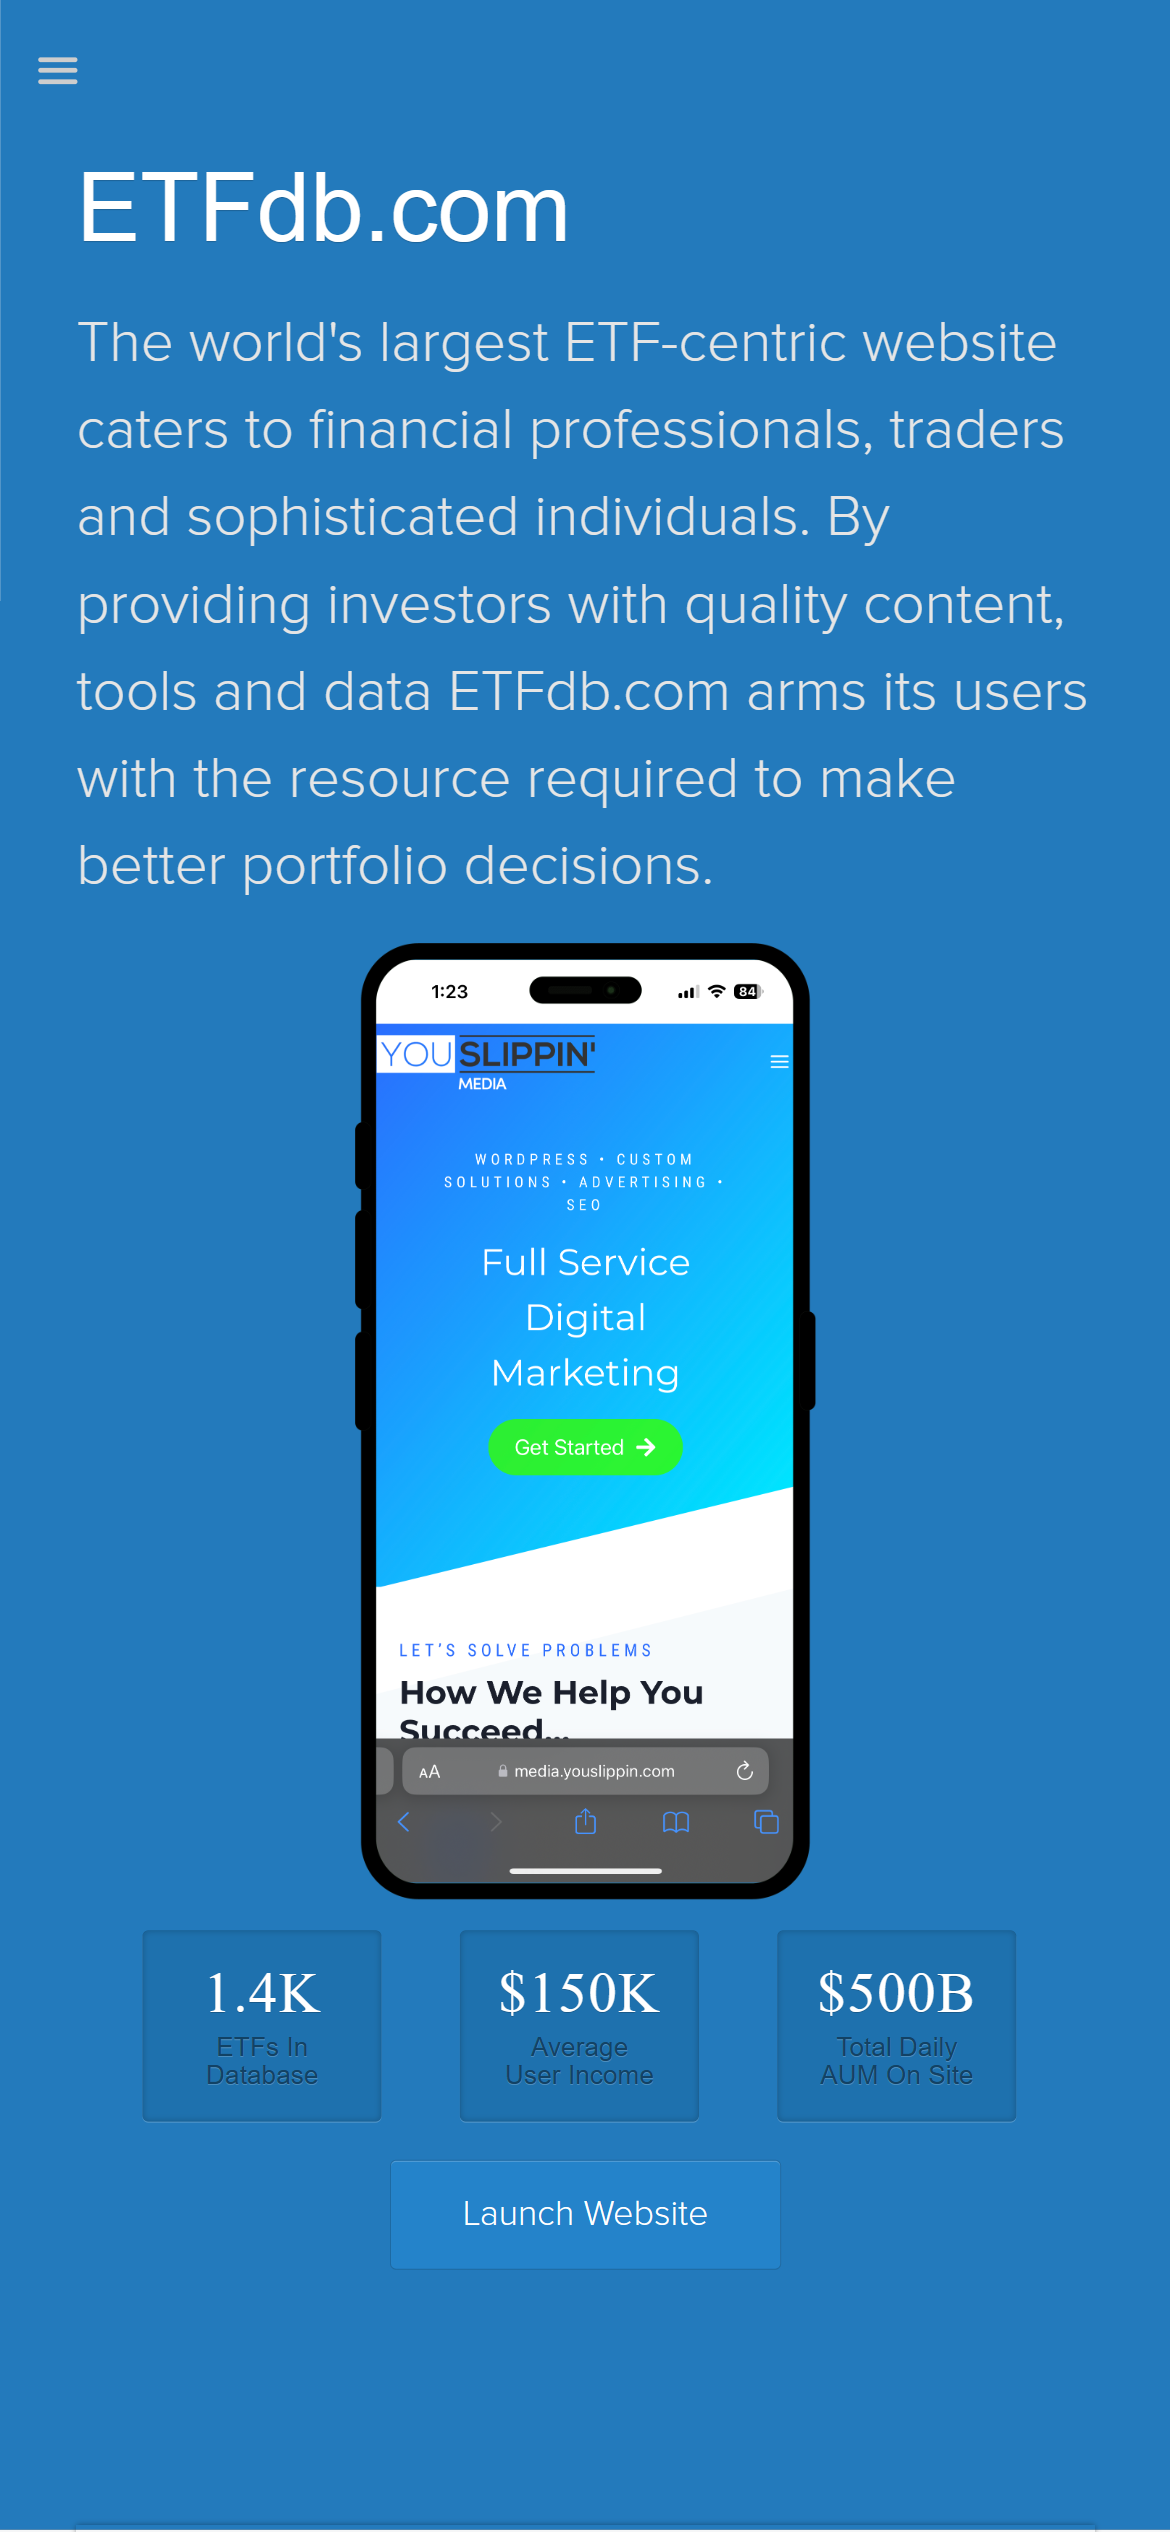 ETFdb.com
The world's largest ETF-centric website
caters to financial professionals, traders
and sophisticated individuals. By
providing investors with quality content,
tools and data ETFdb.com arms its users
with the resource required to make
better portfolio decisions.
1:23
84
YOU SLIPPIN'
MEDIA
WORDPRESS • CUSTOM
SOLUTIONS • ADVERTISING •
SEO
Full Service
Digital
Marketing
Get Started
LET'S SOLVE PROBLEMS
How We Help You
Succeed...
AA media.youslippin.com
1.4K
ETFs In
Database
$150K
Average
User Income
$500B
Total Daily
AUM On Site
Launch Website